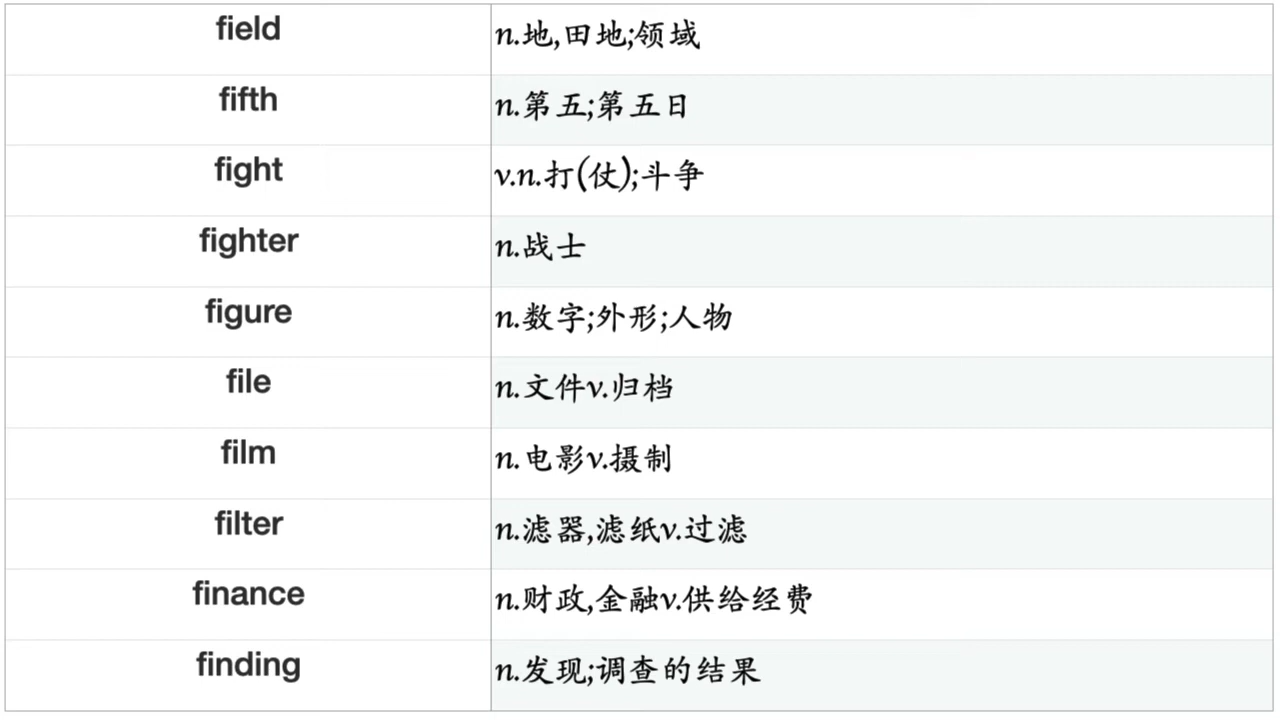 field n.地,田地;领域
fifth n.第五;第五日
fight v.n.打(仗);斗争
fighter n.战士
figure n.数字;外形;人物
file n.文件v.归档
film n.电影v.摄制
filter n.滤器,滤纸v.过滤
finance n.财政,金融v.供给经费
finding n.发现;调查的结果